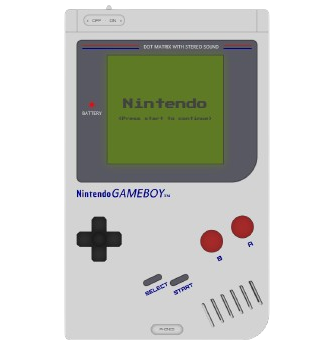 OFF ON
DOT MATRIX WITH STEREO SOUND
BATTERY
Nintendo
(Press start to continue)
Nintendo GAMEBOY TM
B
A
SELECT
START
PHONES